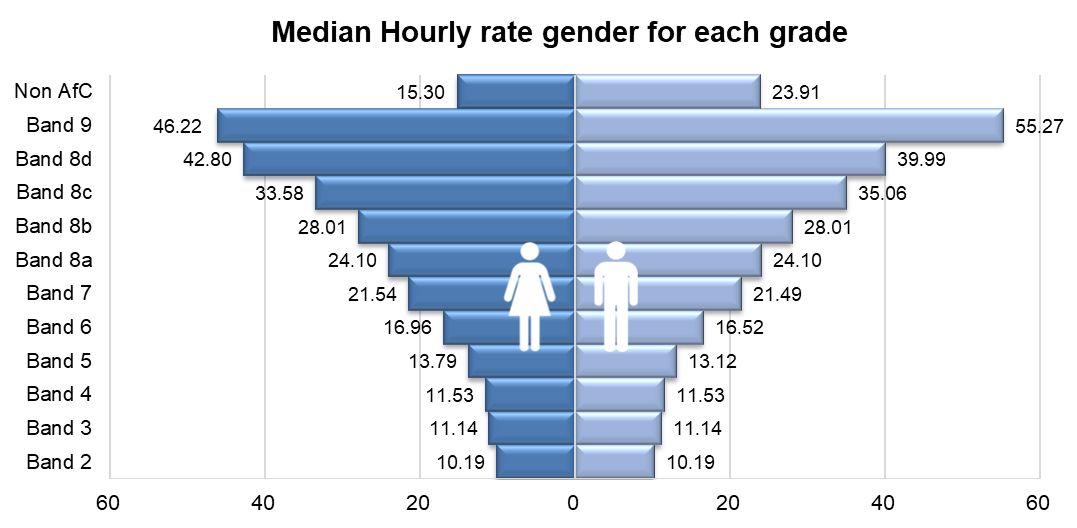 Median Hourly rate gender for each grade
Non AfC 15.30 23.91
Band 9 46.22 55.27
Band 8d 42.80 39.99
Band 8c 33.58 35.06
Band 8b 28.01 28.01
Band 8a 24.10 24.10
Band 7 21.54 21.49
Band 6 16.96 16.52
Band 5 13.79 13.12
Band 4 11.53 11.53
Band 3 11.14 11.14
Band 2 10.19 10.19
60 40 20 0 20 40 60